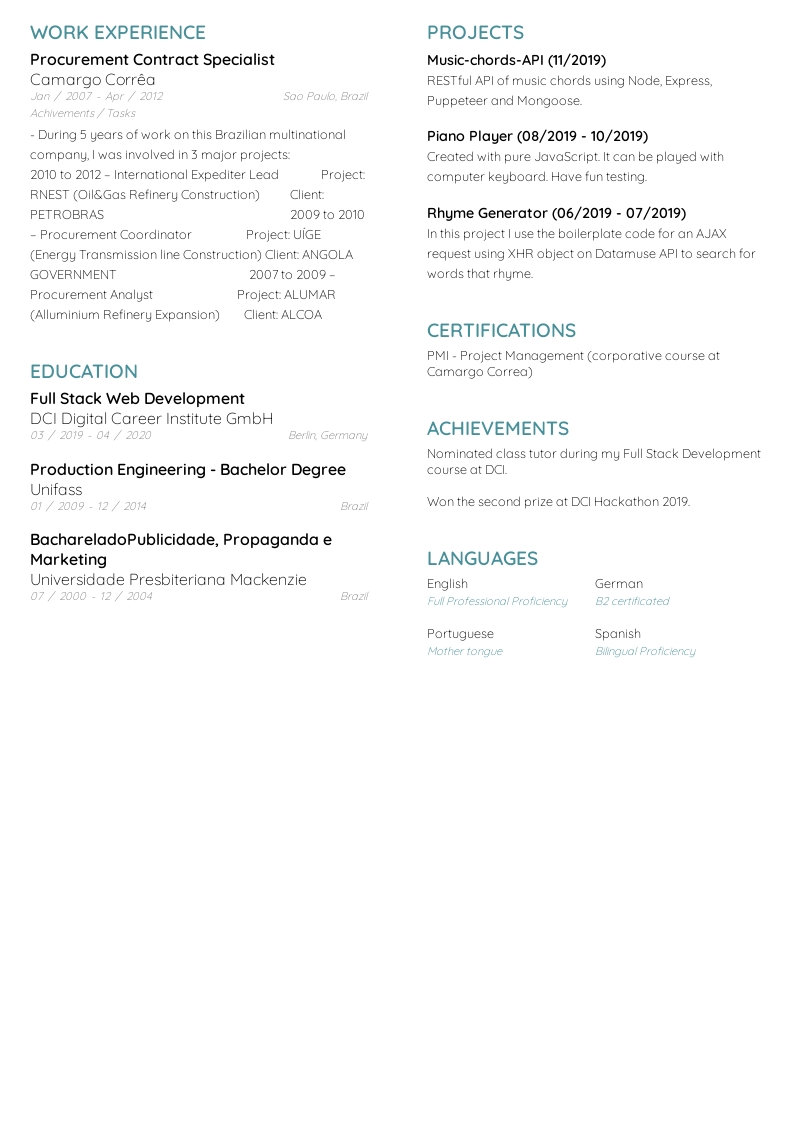 WORK EXPERIENCE
Procurement Contract Specialist
Camargo Corrêa
Jan / 2007 - Apr / 2012 Sao Paulo, Brazil
Achivements / Tasks
- During 5 years of work on this Brazilian multinational
company, I was involved in 3 major projects:
2010 to 2012 – International Expediter Lead Project:
RNEST (Oil&Gas Refinery Construction) Client:
PETROBRAS 2009 to 2010
– Procurement Coordinator Project: UÍGE
(Energy Transmission line Construction) Client: ANGOLA
GOVERNMENT 2007 to 2009 –
Procurement Analyst Project: ALUMAR
(Alluminium Refinery Expansion) Client: ALCOA
EDUCATION
Full Stack Web Development
DCI Digital Career Institute GmbH
03 / 2019 - 04 / 2020 Berlin, Germany
Production Engineering - Bachelor Degree
Unifass
01 / 2009 - 12 / 2014 Brazil
BachareladoPublicidade, Propaganda e
Marketing
Universidade Presbiteriana Mackenzie
07 / 2000 - 12 / 2004 Brazil
PROJECTS
Music-chords-API (11/2019)
RESTful API of music chords using Node, Express,
Puppeteer and Mongoose.
Piano Player (08/2019 - 10/2019)
Created with pure JavaScript. It can be played with
computer keyboard. Have fun testing.
Rhyme Generator (06/2019 - 07/2019)
In this project I use the boilerplate code for an AJAX
request using XHR object on Datamuse API to search for
words that rhyme.
CERTIFICATIONS
PMI - Project Management (corporative course at
Camargo Correa)
ACHIEVEMENTS
Nominated class tutor during my Full Stack Development
course at DCI.
Won the second prize at DCI Hackathon 2019.
LANGUAGES
English German
Full Professional Proficiency B2 certificated
Portuguese Spanish
Mother tongue Bilingual Proficiency